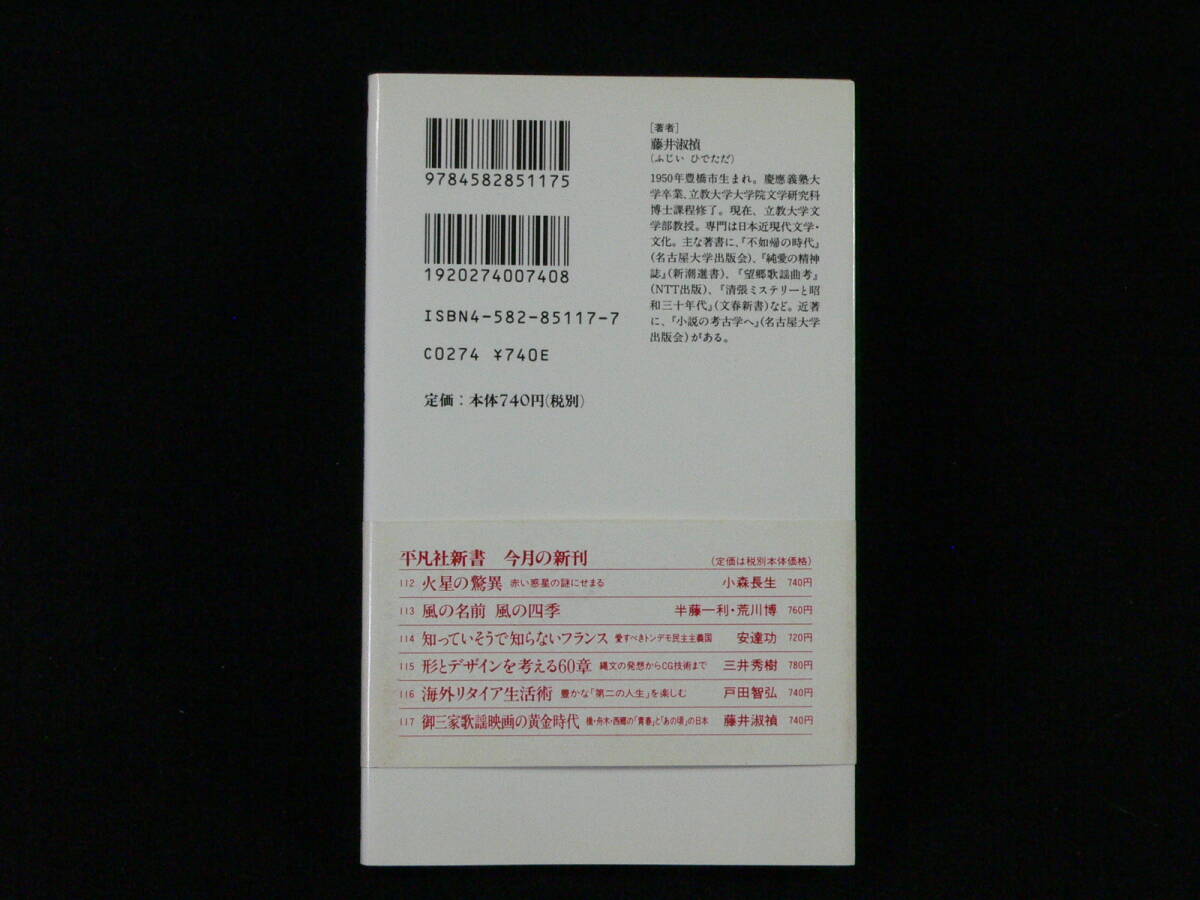 9784582851175
1920274007408
ISBN4-582-85117-7
C0274 ¥740E
定価：本体740円（税別）
[著者]
藤井淑禎
（ふじい ひでただ）
1950年豊橋市生まれ。慶應義塾大
学卒業、立教大学大学院文学研究科
博士課程修了。現在、立教大学文
学部教授。専門は日本近現代文学・
文化。主な著書に、『不如帰の時代』
（名古屋大学出版会）、『純愛の精神
誌』（新潮選書）、『望郷歌謡曲考』
（NTT出版）、『清張ミステリーと昭
和三十年代』（文春新書）など。近著
に、『小説の考古学へ』（名古屋大学
出版会）がある。
平凡社新書 今月の新刊 （定価は税別本体価格）
112 火星の驚異 赤い惑星の謎にせまる 小森長生 740円
113 風の名前 風の四季 半藤一利・荒川博 760円
114 知っていそうで知らないフランス 愛すべきトンデモ民主主義国 安達功 720円
115 形とデザインを考える60章 縄文の発想からCG技術まで 三井秀樹 780円
116 海外リタイア生活術 豊かな「第二の人生」を楽しむ 戸田智弘 740円
117 御三家歌謡映画の黄金時代 橋・舟木・西郷の「青春」と「あの頃」の日本 藤井淑禎 740円